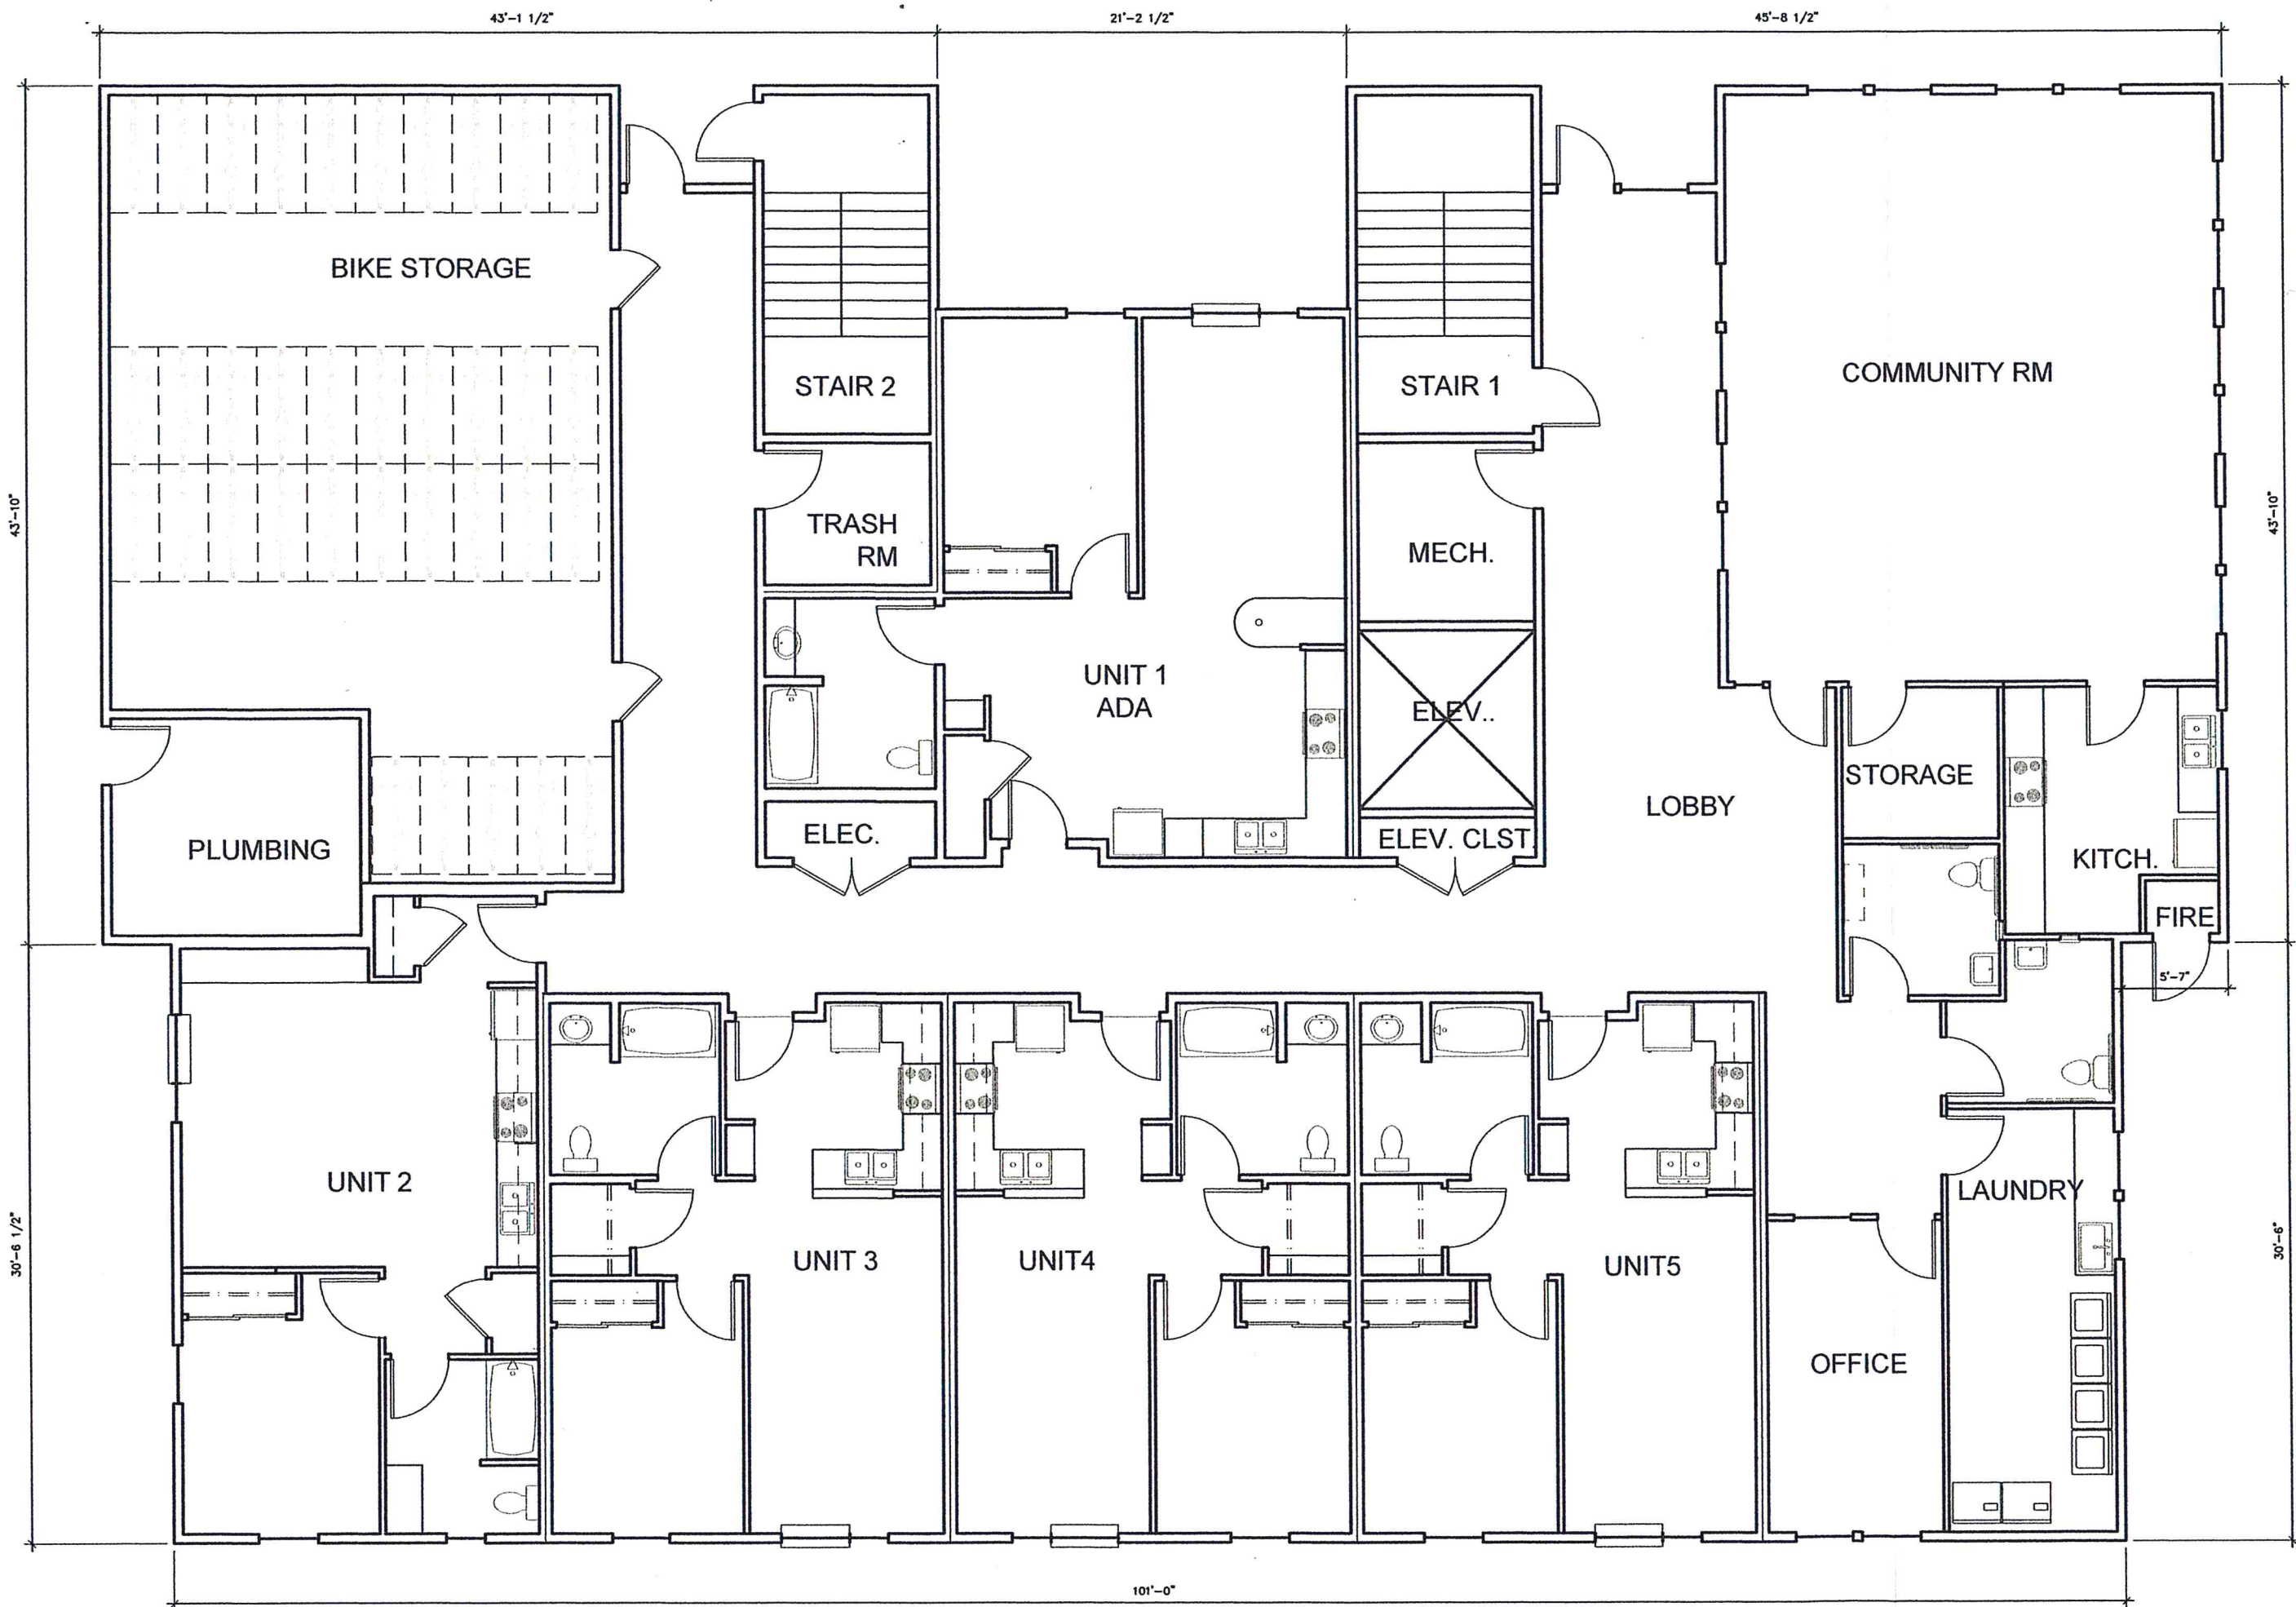 43'-1 1/2"
21'-2 1/2"
45'-8 1/2"
BIKE STORAGE
STAIR 2
STAIR 1
COMMUNITY RM
43'-10"
43'-10"
TRASH
RM
MECH.
UNIT 1
ADA
ELEV..
STORAGE
LOBBY
PLUMBING
ELEC.
ELEV. CLST.
KITCH.
FIRE
5'-7"
UNIT 2
LAUNDRY
30'-6 1/2"
30'-6"
UNIT 3
UNIT4
UNIT5
OFFICE
101'-0"